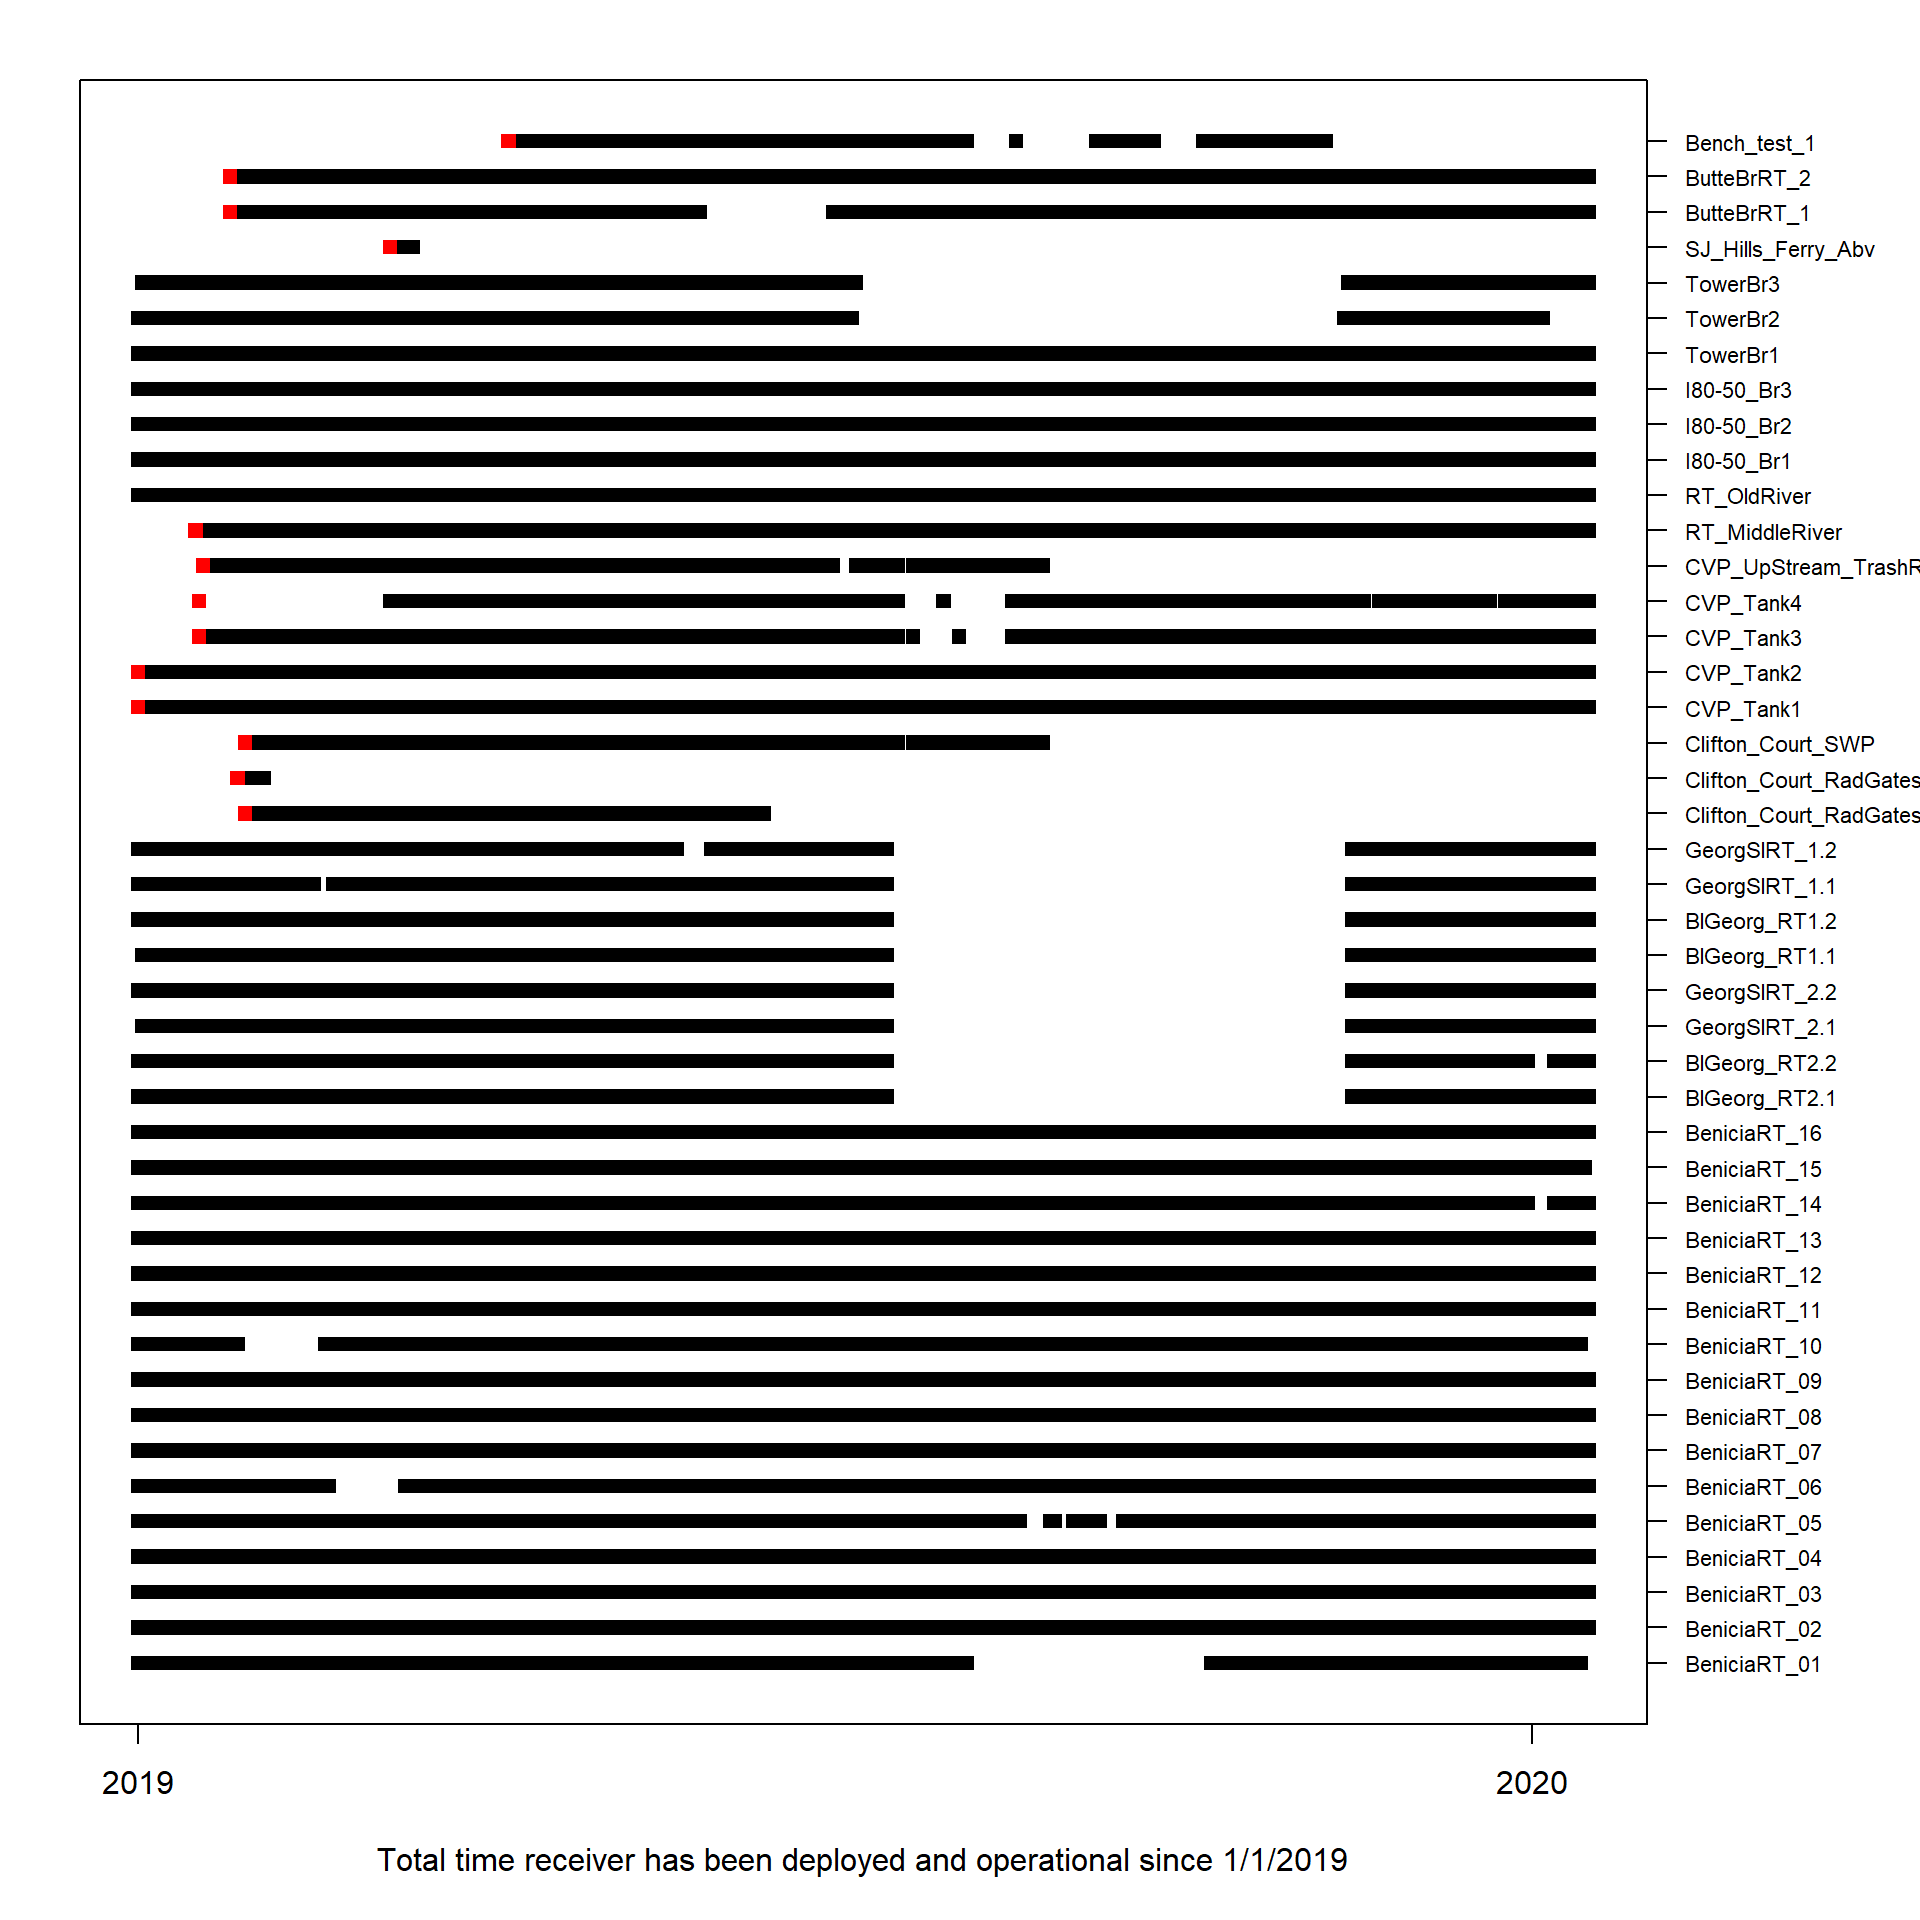 Bench_test_1
ButteBrRT_2
ButteBrRT_1
SJ_Hills_Ferry_Abv
TowerBr3
TowerBr2
TowerBr1
I80-50_Br3
I80-50_Br2
I80-50_Br1
RT_OldRiver
RT_MiddleRiver
CVP_UpStream_TrashR
CVP_Tank4
CVP_Tank3
CVP_Tank2
CVP_Tank1
Clifton_Court_SWP
Clifton_Court_RadGates
Clifton_Court_RadGates
GeorgSlRT_1.2
GeorgSlRT_1.1
BlGeorg_RT1.2
BlGeorg_RT1.1
GeorgSlRT_2.2
GeorgSlRT_2.1
BlGeorg_RT2.2
BlGeorg_RT2.1
BeniciaRT_16
BeniciaRT_15
BeniciaRT_14
BeniciaRT_13
BeniciaRT_12
BeniciaRT_11
BeniciaRT_10
BeniciaRT_09
BeniciaRT_08
BeniciaRT_07
BeniciaRT_06
BeniciaRT_05
BeniciaRT_04
BeniciaRT_03
BeniciaRT_02
BeniciaRT_01
2019 2020
Total time receiver has been deployed and operational since 1/1/2019